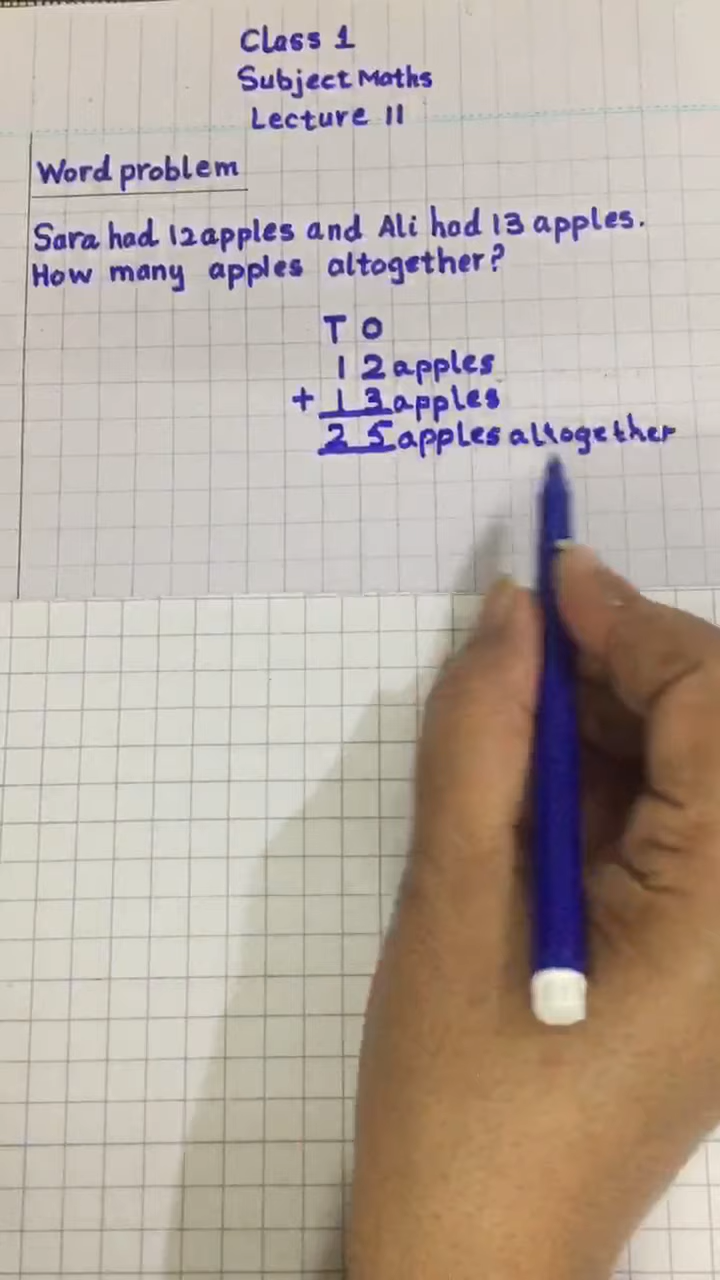 Class 1
Subject Maths
Lecture 11
Word problem
Sara had 12 apples and Ali had 13 apples.
How many apples altogether?
T O
1 2 apples
+ 1 3 apples
2 5 apples altogether